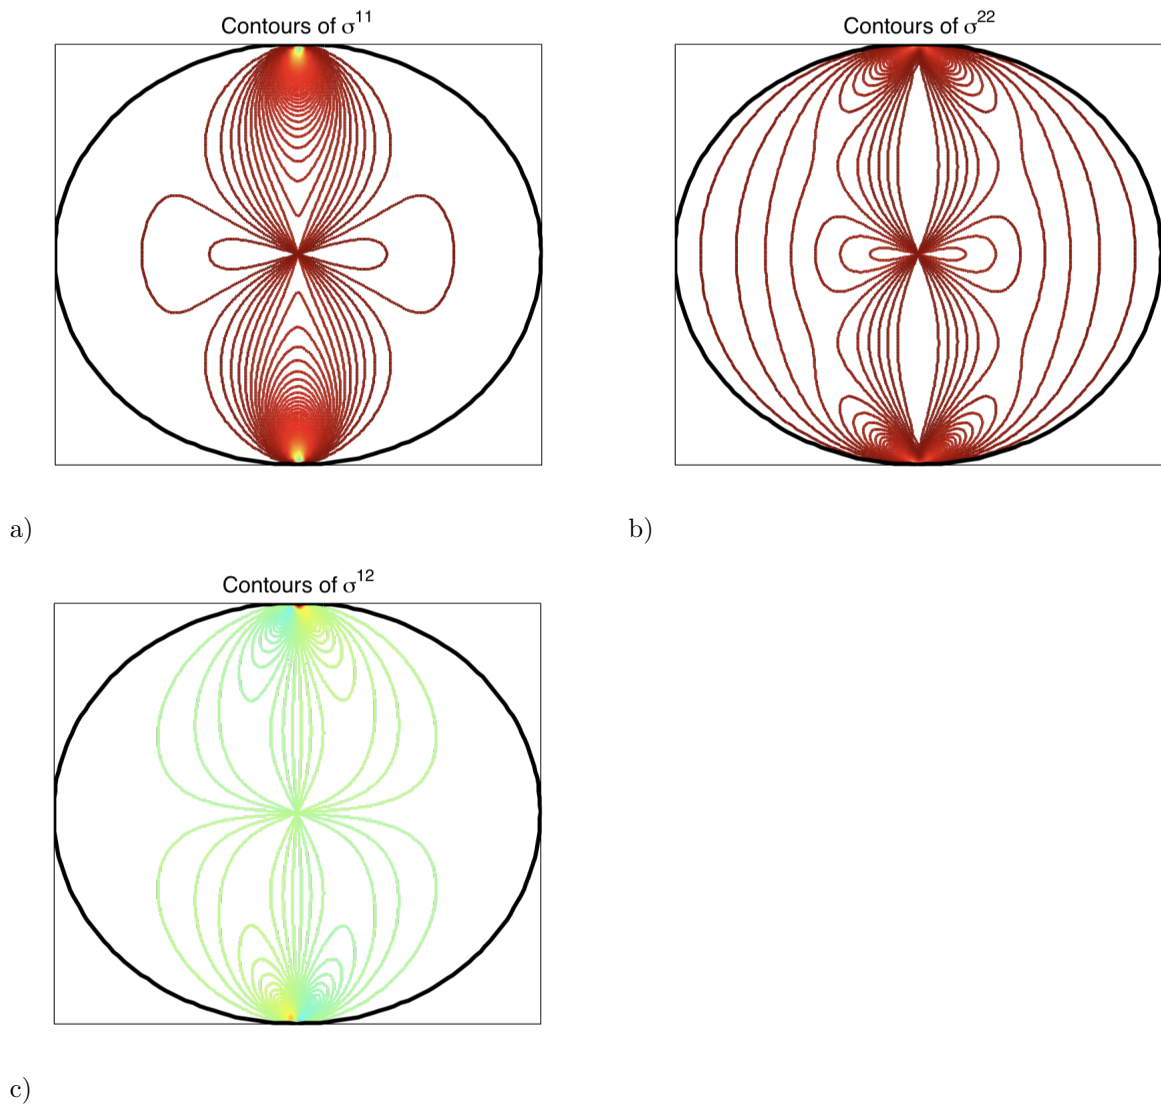 Contours of σ¹¹
Contours of σ²²
a)
b)
Contours of σ¹²
c)